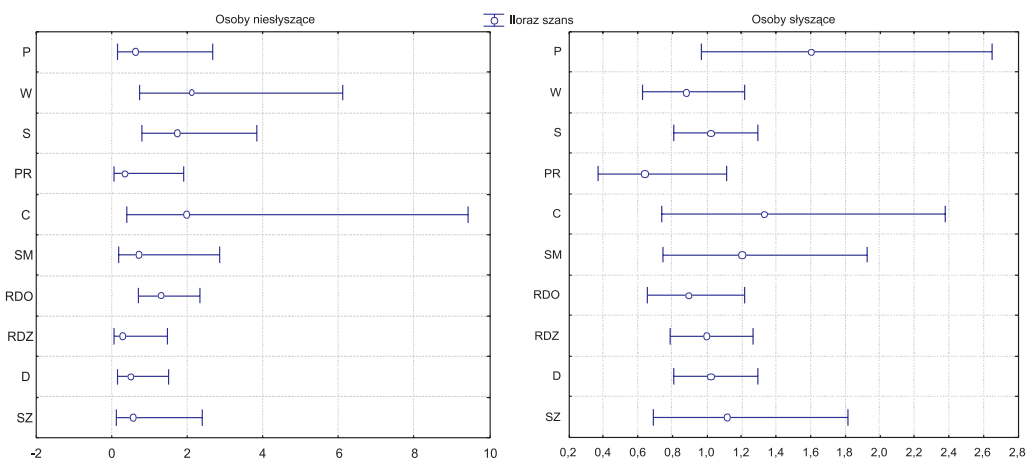 Osoby niesłyszące
Iloraz szans
Osoby słyszące
P
W
S
PR
C
SM
RDO
RDZ
D
SZ
-2 0 2 4 6 8 10
P
W
S
PR
C
SM
RDO
RDZ
D
SZ
0,2 0,4 0,6 0,8 1,0 1,2 1,4 1,6 1,8 2,0 2,2 2,4 2,6 2,8